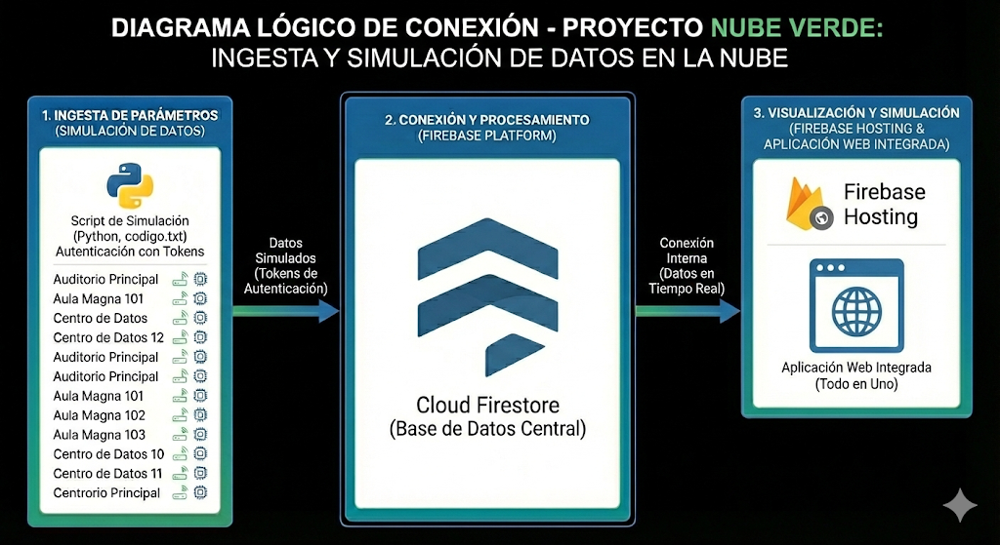 DIAGRAMA LÓGICO DE CONEXIÓN - PROYECTO NUBE VERDE:
INGESTA Y SIMULACIÓN DE DATOS EN LA NUBE
1. INGESTA DE PARÁMETROS
(SIMULACIÓN DE DATOS)
Script de Simulación
(Python, codigo.txt)
Autenticación con Tokens
Auditorio Principal
Aula Magna 101
Centro de Datos
Centro de Datos 12
Auditorio Principal
Auditorio Principal
Aula Magna 101
Aula Magna 102
Aula Magna 103
Centro de Datos 10
Centro de Datos 11
Centrorio Principal
Datos
Simulados
(Tokens de
Autenticación)
2. CONEXIÓN Y PROCESAMIENTO
(FIREBASE PLATFORM)
Cloud Firestore
(Base de Datos Central)
Conexión
Interna
(Datos en
Tiempo Real)
3. VISUALIZACIÓN Y SIMULACIÓN
(FIREBASE HOSTING &
APLICACIÓN WEB INTEGRADA)
Firebase
Hosting
Aplicación Web Integrada
(Todo en Uno)